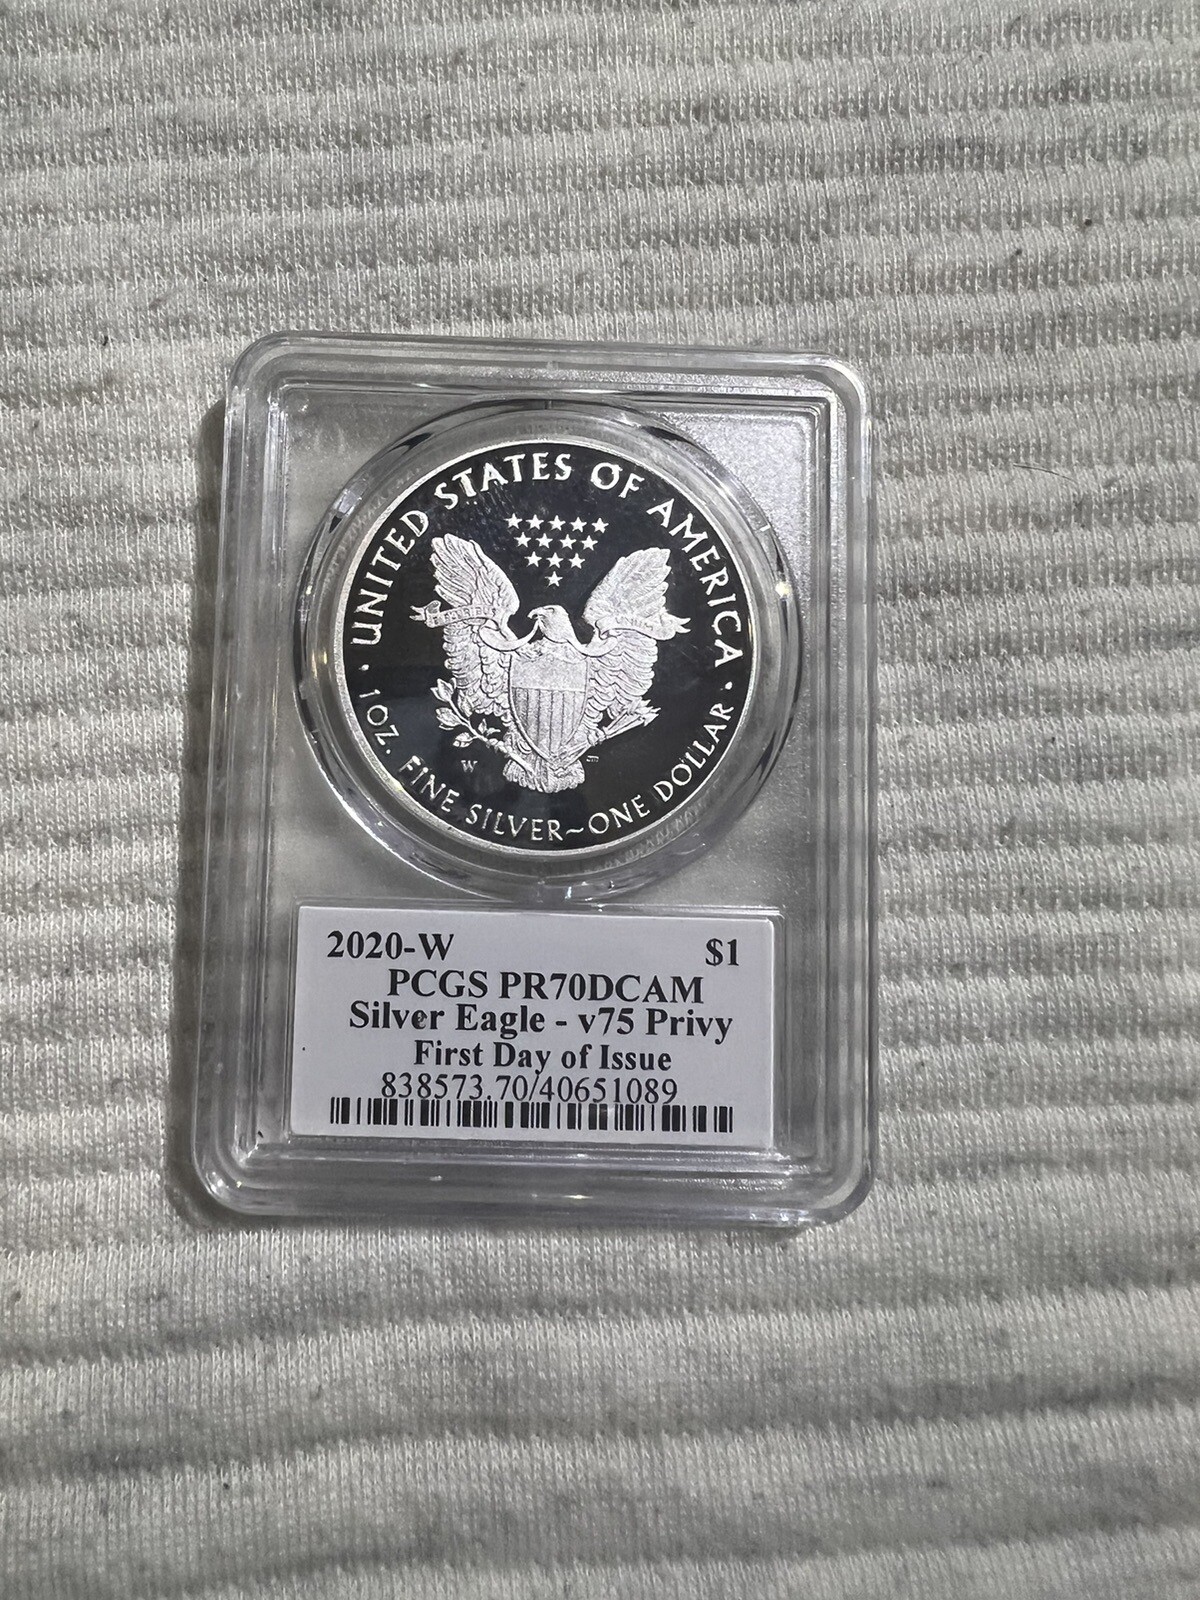 UNITED STATES OF AMERICA
UNUM
W
· 1 OZ. FINE SILVER~ONE DOLLAR ·
2020-W $1
PCGS PR70DCAM
Silver Eagle - v75 Privy
First Day of Issue
838573.70/40651089